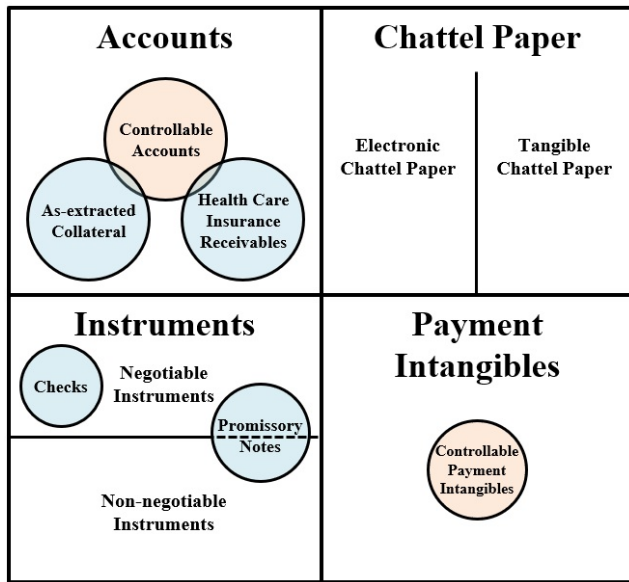 Accounts
Controllable
Accounts
As-extracted
Collateral
Health Care
Insurance
Receivables
Chattel Paper
Electronic
Chattel Paper
Tangible
Chattel Paper
Instruments
Checks
Negotiable
Instruments
Promissory
Notes
Non-negotiable
Instruments
Payment
Intangibles
Controllable
Payment
Intangibles